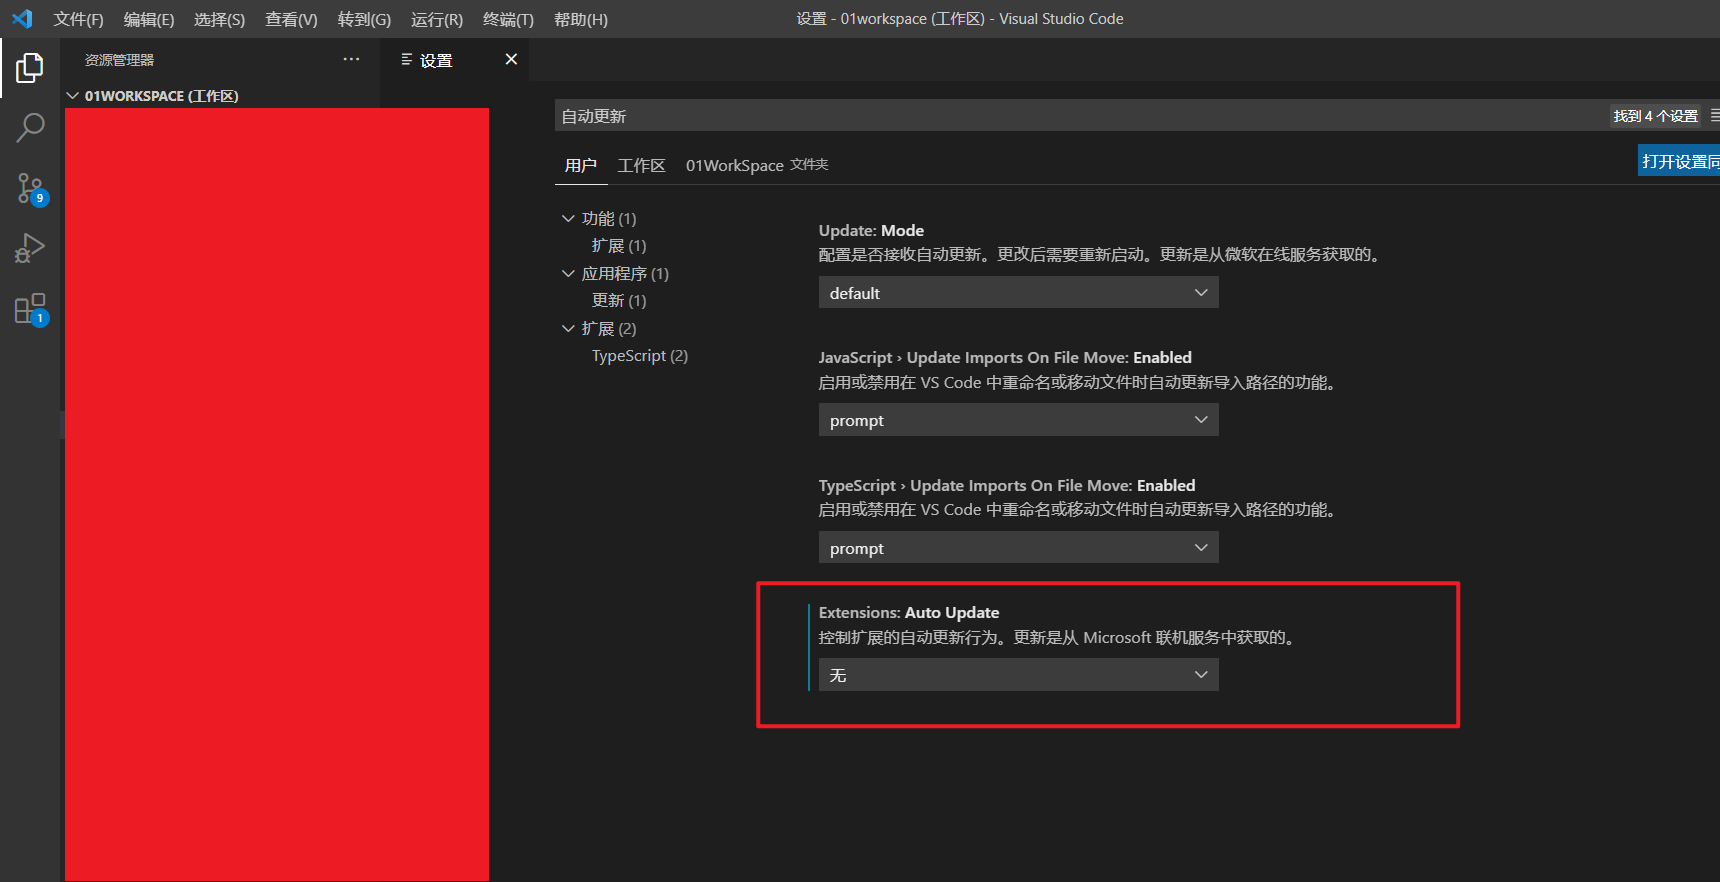 文件(F) 编辑(E) 选择(S) 查看(V) 转到(G) 运行(R) 终端(T) 帮助(H) 设置 - 01workspace (工作区) - Visual Studio Code
资源管理器 ··· 设置
01WORKSPACE (工作区)
自动更新 找到 4 个设置
用户 工作区 01WorkSpace 文件夹 打开设置同
9
1
功能 (1)
扩展 (1)
应用程序 (1)
更新 (1)
扩展 (2)
TypeScript (2)
Update: Mode
配置是否接收自动更新。更改后需要重新启动。更新是从微软在线服务获取的。
default
JavaScript › Update Imports On File Move: Enabled
启用或禁用在 VS Code 中重命名或移动文件时自动更新导入路径的功能。
prompt
TypeScript › Update Imports On File Move: Enabled
启用或禁用在 VS Code 中重命名或移动文件时自动更新导入路径的功能。
prompt
Extensions: Auto Update
控制扩展的自动更新行为。更新是从 Microsoft 联机服务中获取的。
无